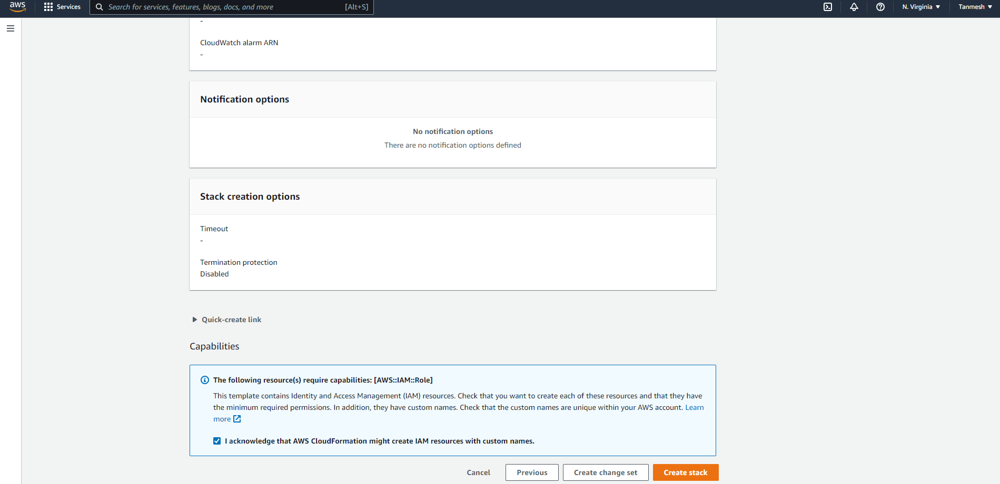 aws
Services
Search for services, features, blogs, docs, and more
[Alt+S]
N. Virginia
Tanmesh
-
CloudWatch alarm ARN
-
Notification options
No notification options
There are no notification options defined
Stack creation options
Timeout
-
Termination protection
Disabled
Quick-create link
Capabilities
The following resource(s) require capabilities: [AWS::IAM::Role]
This template contains Identity and Access Management (IAM) resources. Check that you want to create each of these resources and that they have
the minimum required permissions. In addition, they have custom names. Check that the custom names are unique within your AWS account. Learn
more
I acknowledge that AWS CloudFormation might create IAM resources with custom names.
Cancel
Previous
Create change set
Create stack